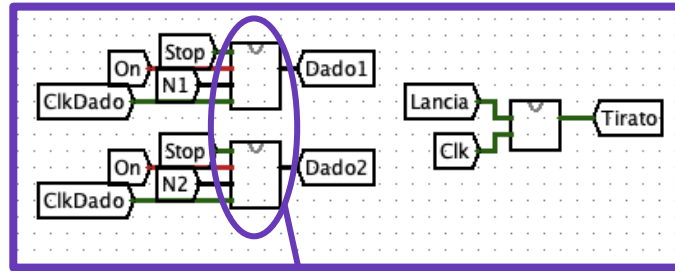 Stop
On
Dado1
N1
ClkDado
Stop
On
Dado2
N2
ClkDado
Lancia
Tirato
Clk